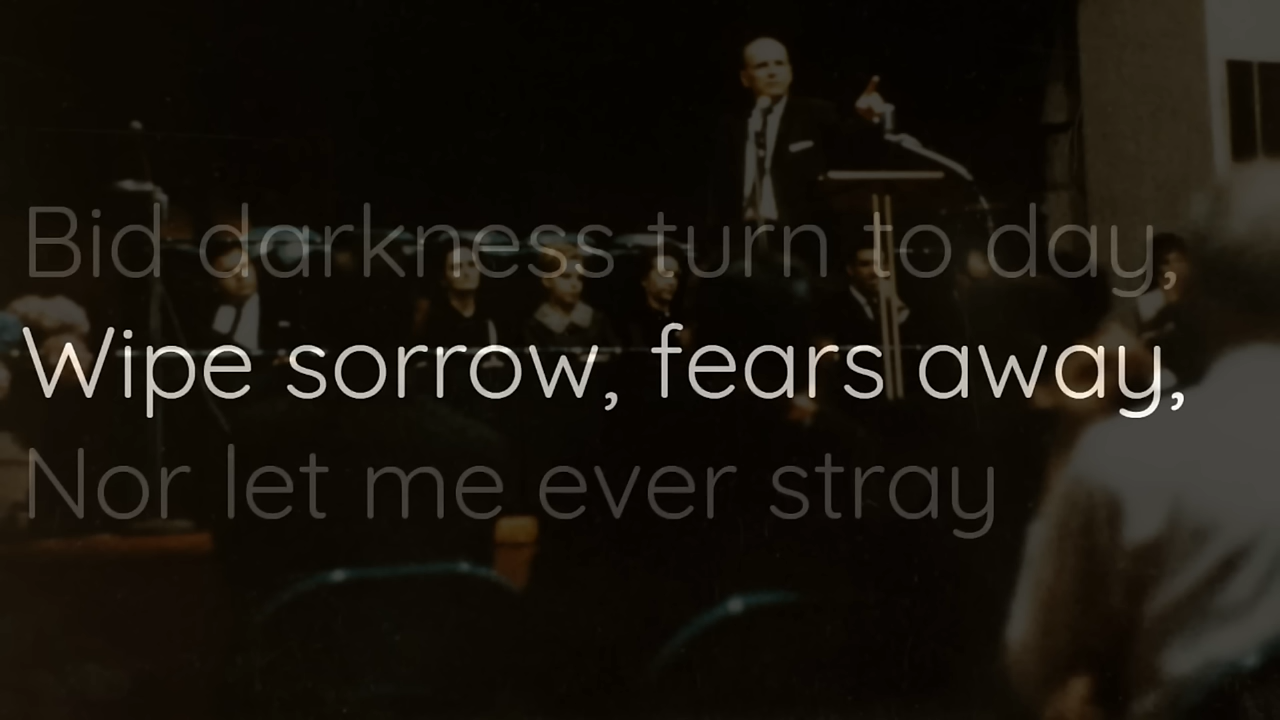 Bid darkness turn to day,
Wipe sorrow, fears away,
Nor let me ever stray